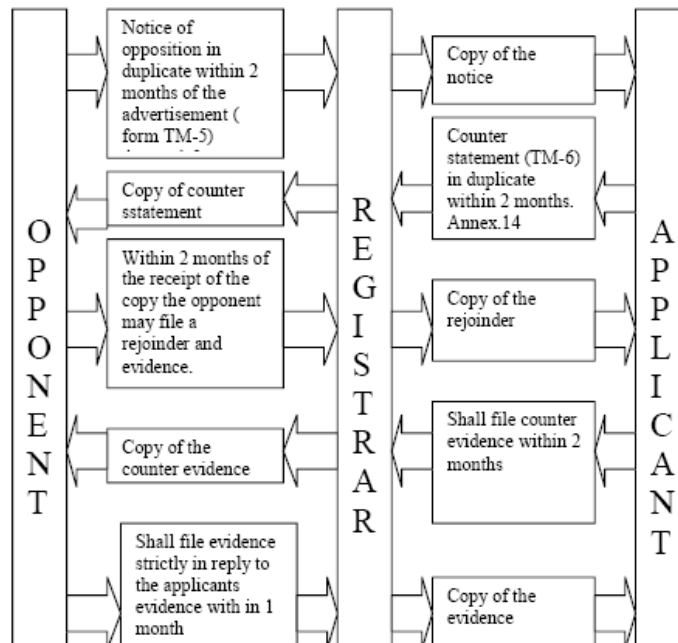 Notice of
opposition in
duplicate within 2
months of the
advertisement (
form TM-5)
Copy of the
notice
Counter
statement (TM-6)
in duplicate
within 2 months.
Annex.14
Copy of counter
sstatement
OPPONENT
REGISTRAR
APPLICANT
Within 2 months of
the receipt of the
copy the opponent
may file a
rejoinder and
evidence.
Copy of the
rejoinder
Shall file counter
evidence within 2
months
Copy of the
counter evidence
Shall file evidence
strictly in reply to
the applicants
evidence with in 1
month
Copy of the
evidence